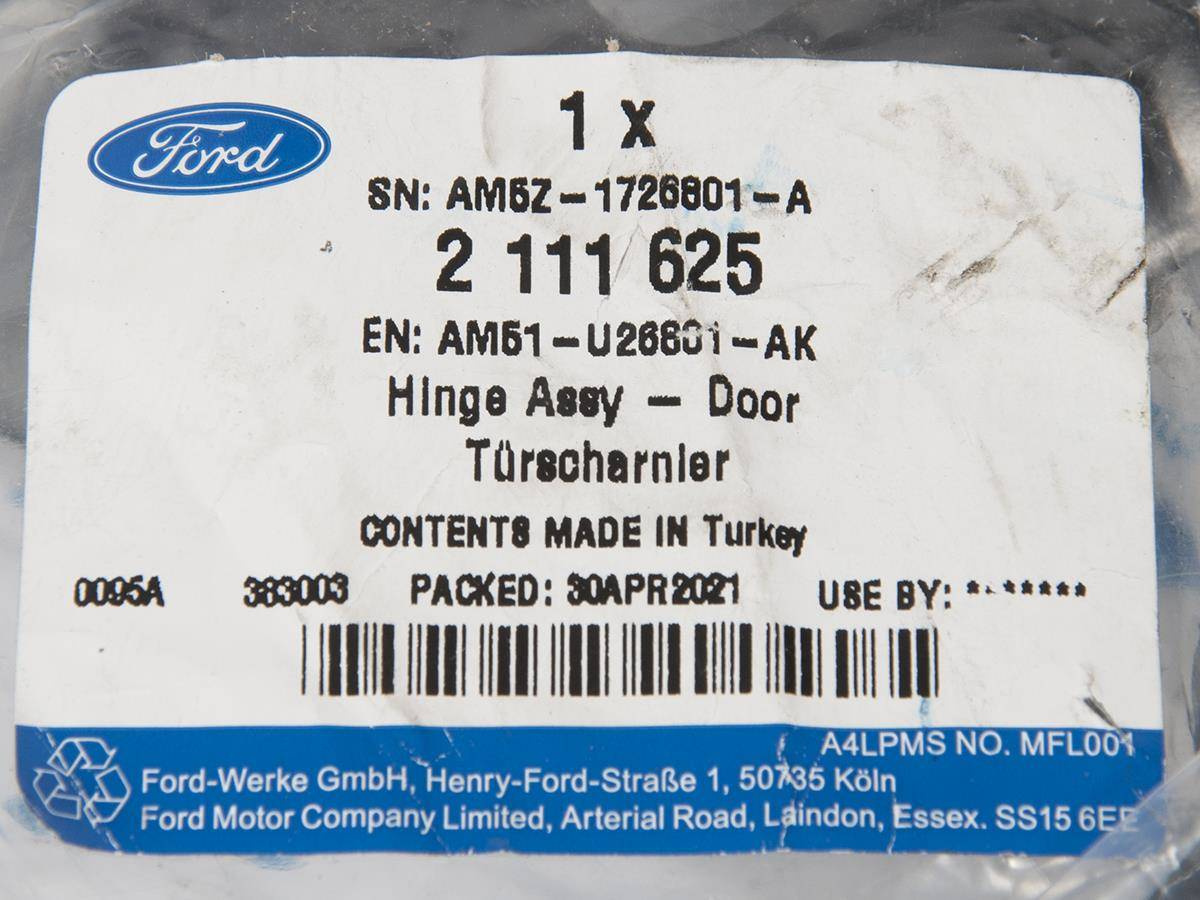 Ford
1 x
SN: AM5Z-1726801-A
2 111 625
EN: AM51-U26801-AK
Hinge Assy - Door
Türscharnier
CONTENTS MADE IN Turkey
0095A 383003 PACKED: 30APR2021 USE BY: ********
A4LPMS NO. MFL001
Ford-Werke GmbH, Henry-Ford-Straße 1, 50735 Köln
Ford Motor Company Limited, Arterial Road, Laindon, Essex. SS15 6EE